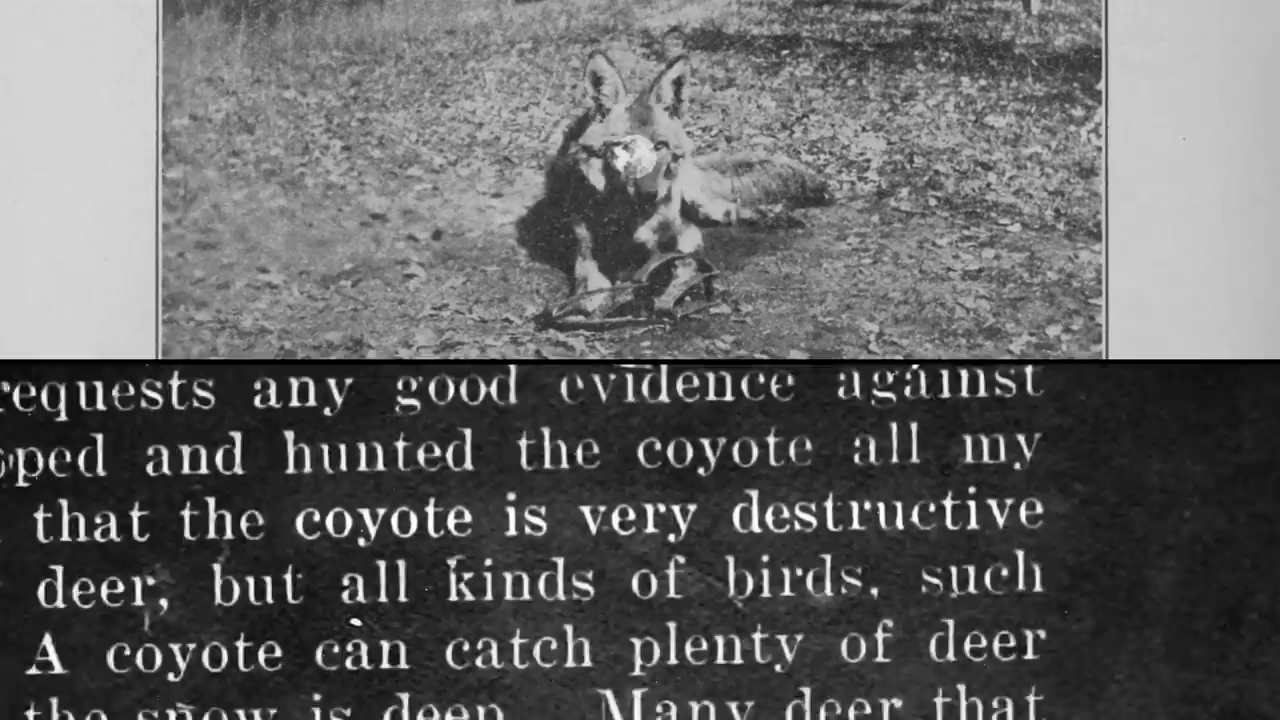 requests any good evidence against
and hunted the coyote all my
that the coyote is very destructive
deer, but all kinds of birds, such
A coyote can catch plenty of deer
the snow is deep. Many deer that